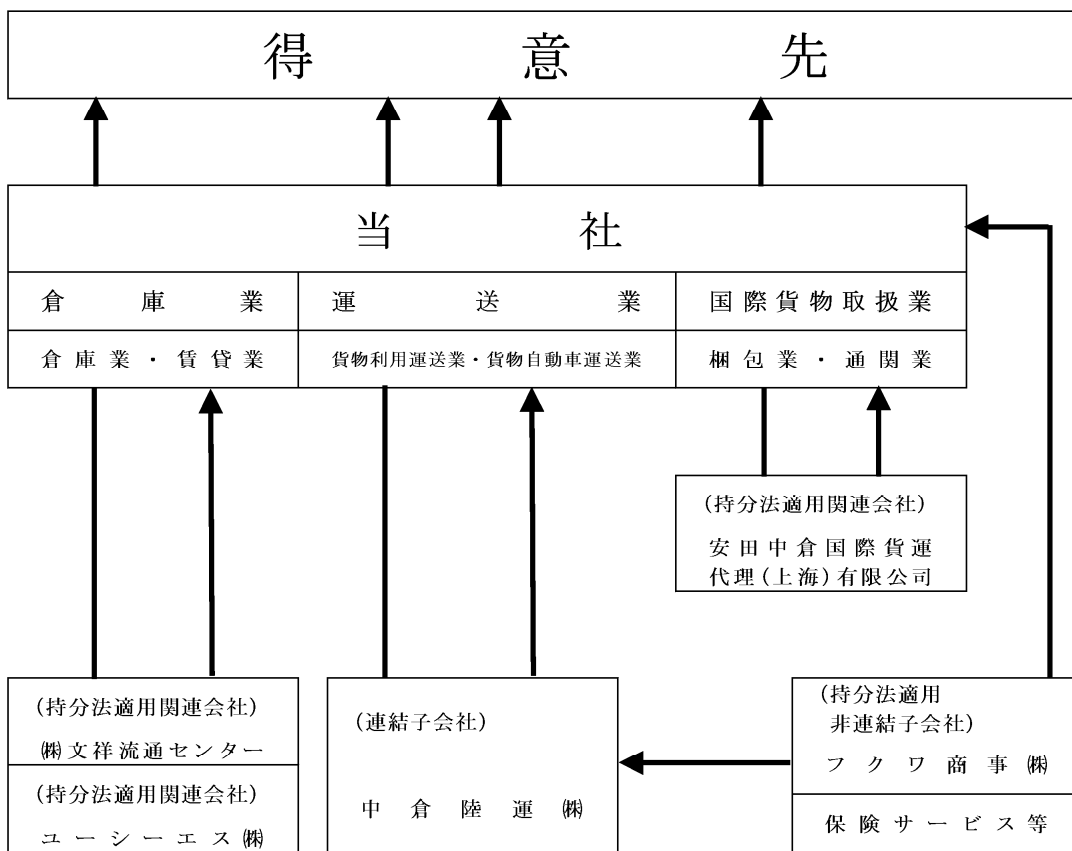 得意先
当社
倉庫業
運送業
国際貨物取扱業
倉庫業・賃貸業
貨物利用運送業・貨物自動車運送業
梱包業・通関業
(持分法適用関連会社)
安田中倉国際貨運
代理(上海)有限公司
(持分法適用関連会社)
㈱文祥流通センター
(持分法適用関連会社)
ユーシーエス㈱
(連結子会社)
中倉陸運㈱
(持分法適用
非連結子会社)
フクワ商事㈱
保険サービス等